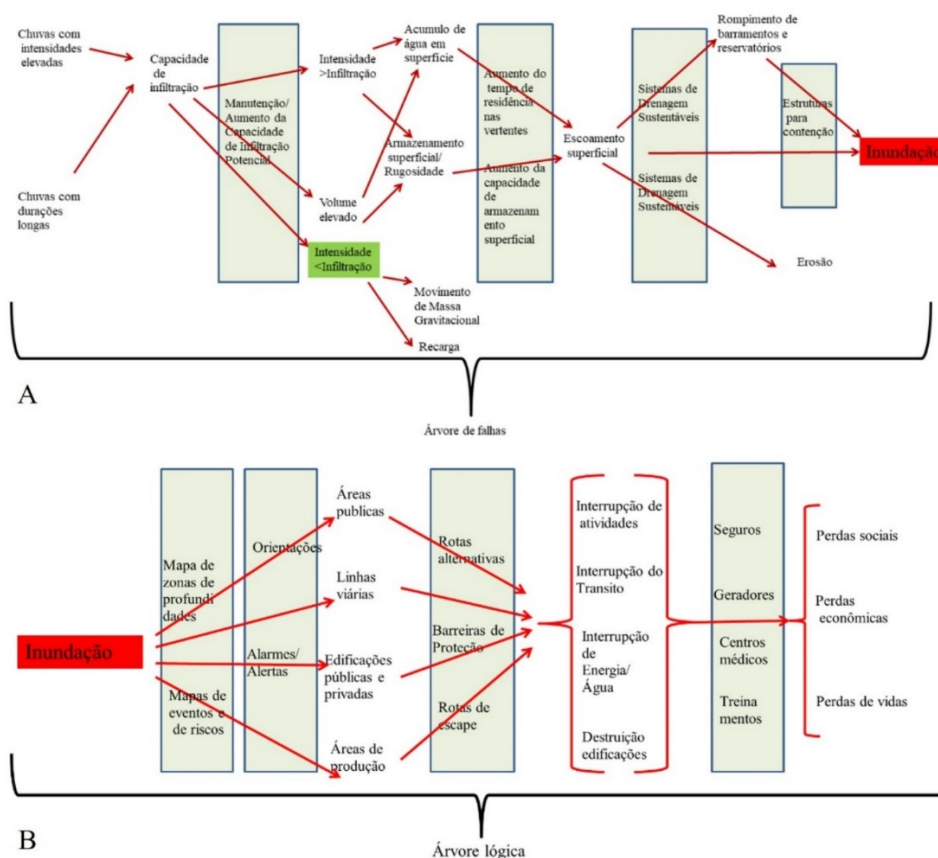 Chuvas com
intensidades
elevadas
Chuvas com
durações
longas
Capacidade
de
infiltração
Manutenção/
Aumento da
Capacidade
de Infiltração
Potencial
Intensidade
>Infiltração
Volume
elevado
Intensidade
<Infiltração
Acumulo de
água em
superficie
Armazenamento
superficial/
Rugosidade
Movimento
de Massa
Gravitacional
Recarga
Aumento do
tempo de
residência
nas
vertentes
Aumento da
capacidade
de
armazenam
ento
superficial
Escoamento
superficial
Sistemas de
Drenagem
Sustentáveis
Sistemas de
Drenagem
Sustentáveis
Rompimento de
barramentos e
reservatórios
Estruturas
para
contenção
Inundação
Erosão
A
Árvore de falhas
Inundação
Mapa de
zonas de
profundi
dades
Mapas de
eventos e
de riscos
Orientações
Alarmes/
Alertas
Áreas
publicas
Linhas
viárias
Edificações
públicas e
privadas
Áreas de
produção
Rotas
alternativas
Barreiras de
Proteção
Rotas de
escape
Interrupção de
atividades
Interrupção do
Transito
Interrupção
de
Energia/
Água
Destruição
edificações
Seguros
Geradores
Centros
médicos
Treina
mentos
Perdas sociais
Perdas
econômicas
Perdas de vidas
B
Árvore lógica